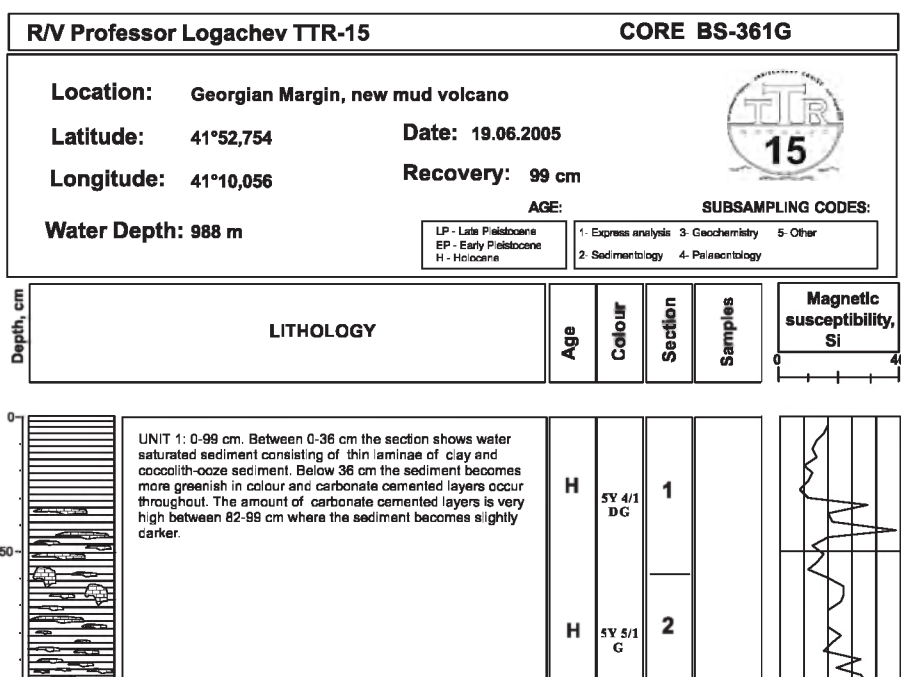 R/V Professor Logachev TTR-15 CORE BS-361G
Location: Georgian Margin, new mud volcano
Latitude: 41°52,754 Date: 19.06.2005
Longitude: 41°10,056 Recovery: 99 cm
Water Depth: 988 m
TTR
15
AGE:
LP - Late Pleistocene
EP - Early Pleistocene
H - Holocene
SUBSAMPLING CODES:
1- Express analysis 3- Geochemistry 5- Other
2- Sedimentology 4- Palaeontology
Depth, cm
LITHOLOGY
Age
Colour
Section
Samples
Magnetic
susceptibility,
Si
0 4
0
UNIT 1: 0-99 cm. Between 0-36 cm the section shows water
saturated sediment consisting of thin laminae of clay and
coccolith-ooze sediment. Below 36 cm the sediment becomes
more greenish in colour and carbonate cemented layers occur
throughout. The amount of carbonate cemented layers is very
high between 82-99 cm where the sediment becomes slightly
darker.
H
5Y 4/1
DG
1
50
H
5Y 5/1
G
2